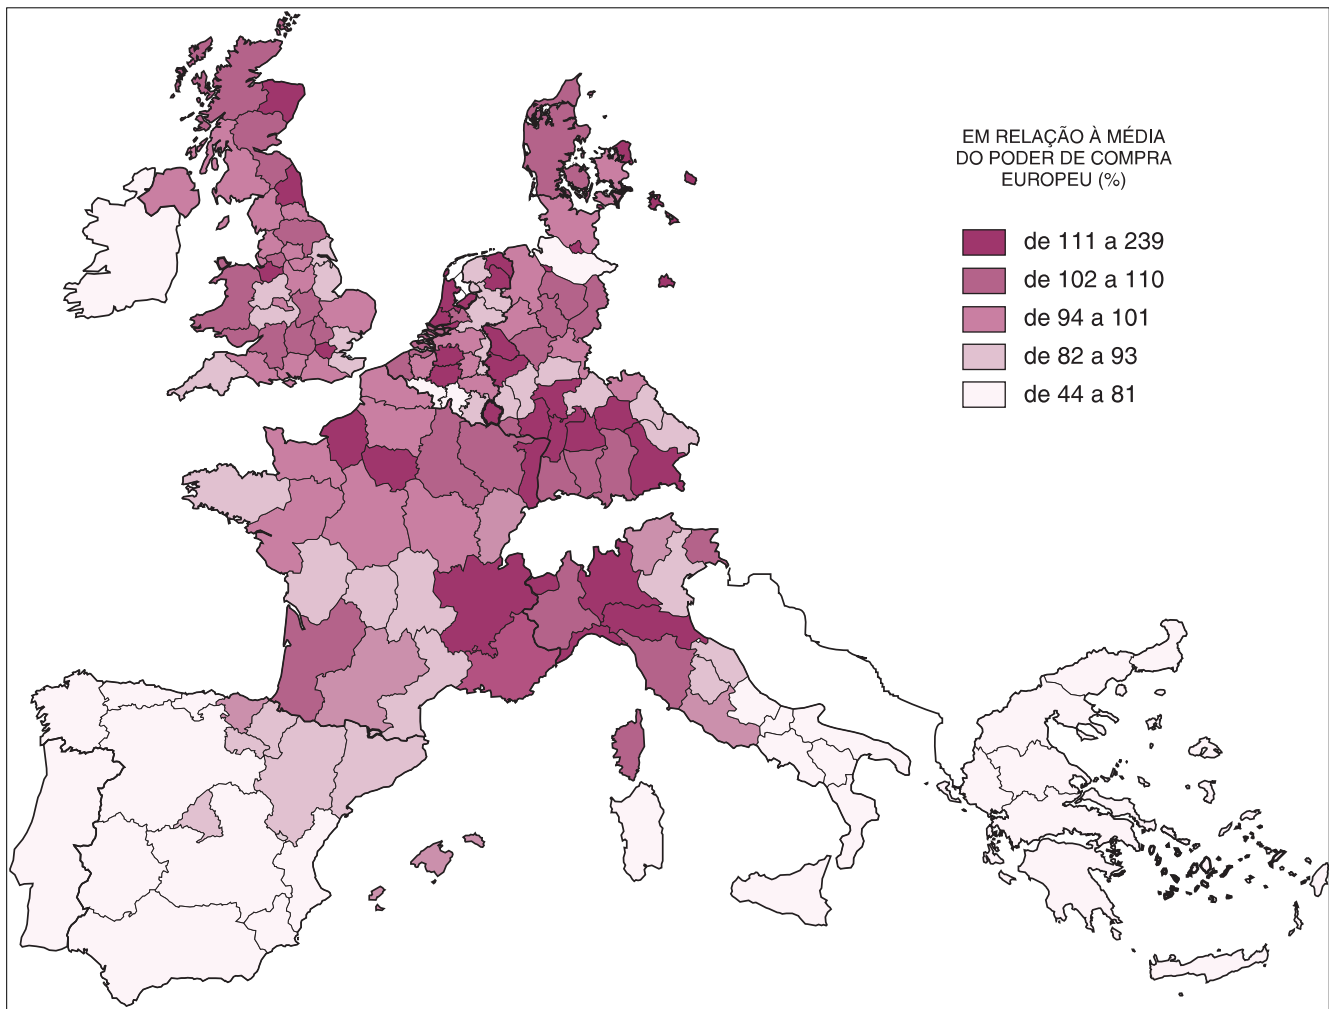 EM RELAÇÃO À MÉDIA
DO PODER DE COMPRA
EUROPEU (%)
de 111 a 239
de 102 a 110
de 94 a 101
de 82 a 93
de 44 a 81